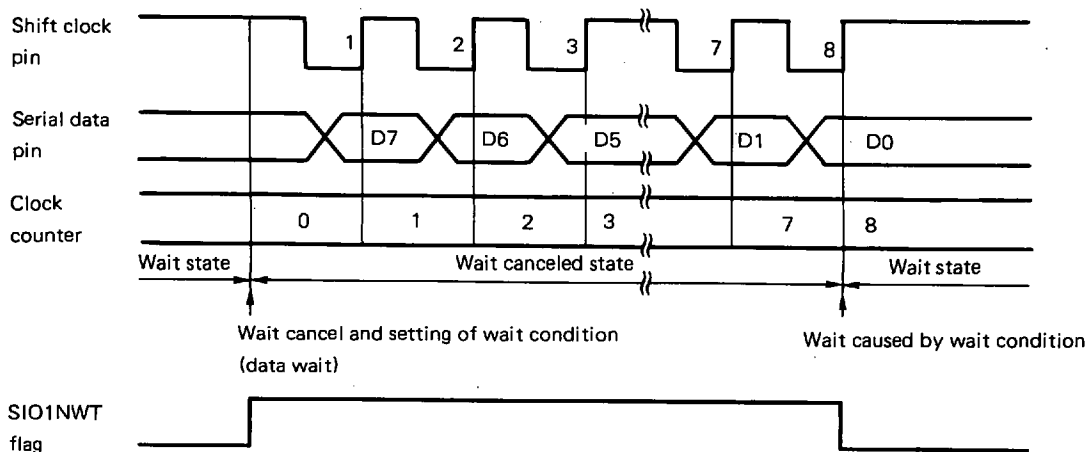 Shift clock
pin
1 2 3 7 8
Serial data
pin
D7 D6 D5 D1 D0
Clock
counter
0 1 2 3 7 8
Wait state Wait canceled state Wait state
Wait cancel and setting of wait condition
(data wait)
Wait caused by wait condition
SIO1NWT
flag